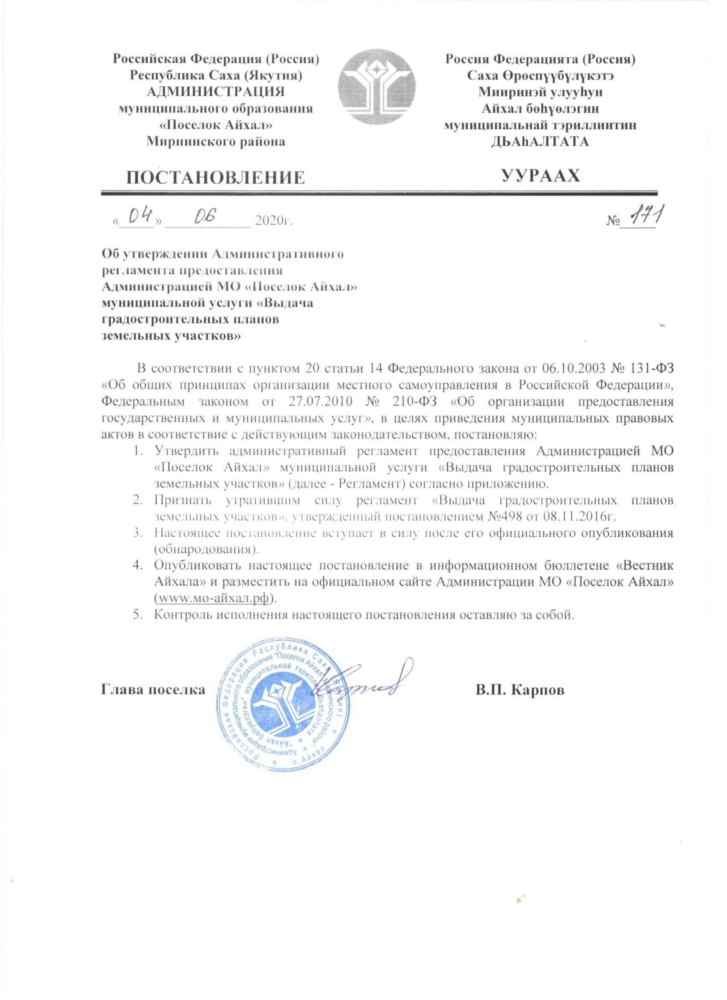 Российская Федерация (Россия)
Республика Саха (Якутия)
АДМИНИСТРАЦИЯ
муниципального образования
«Поселок Айхал»
Мирнинского района
ПОСТАНОВЛЕНИЕ
Россия Федерацията (Россия)
Саха Өрөспүүбүлүкэтэ
Мииринэй улууһун
Айхал бөһүөлэгин
муниципальнай тэриллиитин
ДЬАҺАЛТАТА
УУРААХ
« 04 » 06 2020г.
№ 171
Об утверждении Административного
регламента предоставления
Администрацией МО «Поселок Айхал»
муниципальной услуги «Выдача
градостроительных планов
земельных участков»
В соответствии с пунктом 20 статьи 14 Федерального закона от 06.10.2003 № 131-ФЗ
«Об общих принципах организации местного самоуправления в Российской Федерации»,
Федеральным законом от 27.07.2010 № 210-ФЗ «Об организации предоставления
государственных и муниципальных услуг», в целях приведения муниципальных правовых
актов в соответствие с действующим законодательством, постановляю:
1. Утвердить административный регламент предоставления Администрацией МО
«Поселок Айхал» муниципальной услуги «Выдача градостроительных планов
земельных участков» (далее - Регламент) согласно приложению.
2. Признать утратившим силу регламент «Выдача градостроительных планов
земельных участков», утвержденный постановлением №498 от 08.11.2016г.
3. Настоящее постановление вступает в силу после его официального опубликования
(обнародования).
4. Опубликовать настоящее постановление в информационном бюллетене «Вестник
Айхала» и разместить на официальном сайте Администрации МО «Поселок Айхал»
(www.мо-айхал.рф).
5. Контроль исполнения настоящего постановления оставляю за собой.
Глава поселка
В.П. Карпов
Российская Федерация Республика Саха (Якутия) * п.Айхал *
Администрация муниципального образования "Поселок Айхал" Мирнинского района" *
"Айхал Бөһүөлэгин" муниципальнай дьаһалтата *